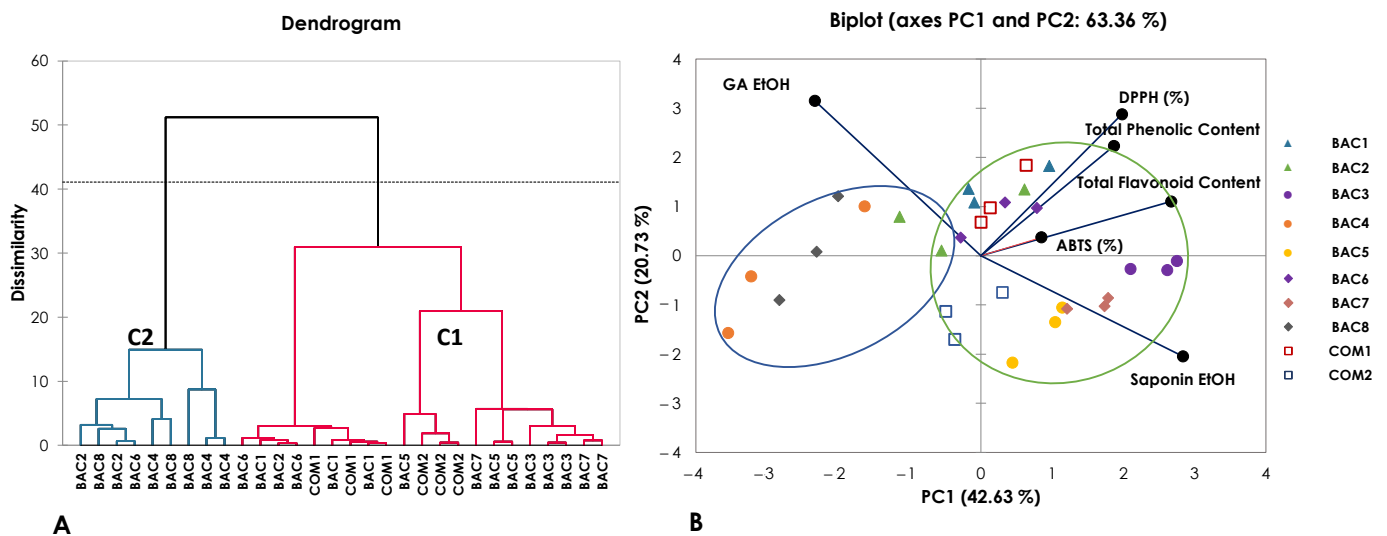 Dendrogram
60
50
40
30
20
10
0
Dissimilarity
C2
C1
BAC2
BAC8
BAC2
BAC6
BAC4
BAC8
BAC8
BAC4
BAC4
BAC6
BAC1
BAC2
BAC6
COM1
BAC1
COM1
BAC1
COM1
BAC5
COM2
COM2
COM2
BAC7
BAC5
BAC5
BAC3
BAC3
BAC3
BAC7
BAC7
A
Biplot (axes PC1 and PC2: 63.36 %)
4
3
2
1
0
−1
−2
−3
−4
PC2 (20.73 %)
GA EtOH
DPPH (%)
Total Phenolic Content
Total Flavonoid Content
ABTS (%)
Saponin EtOH
−4
−3
−2
−1
0
1
2
3
4
PC1 (42.63 %)
BAC1
BAC2
BAC3
BAC4
BAC5
BAC6
BAC7
BAC8
COM1
COM2
B